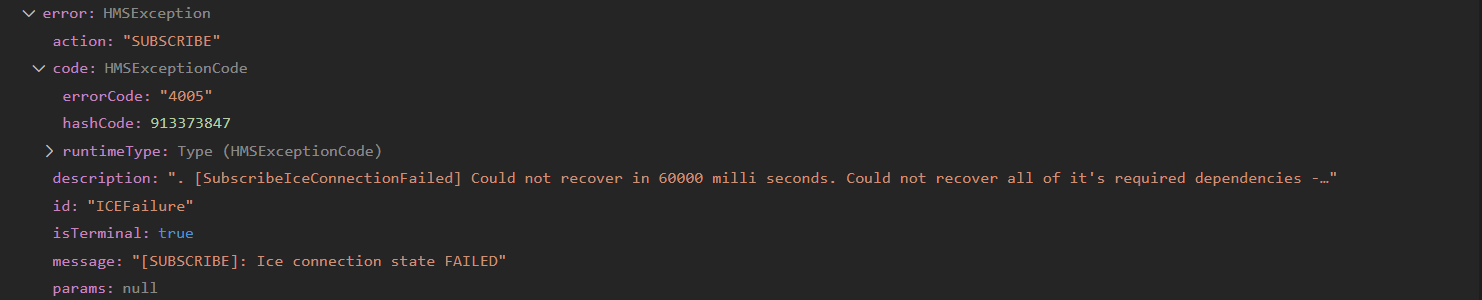 error: HMSException
action: "SUBSCRIBE"
code: HMSExceptionCode
errorCode: "4005"
hashCode: 913373847
runtimeType: Type (HMSExceptionCode)
description: ". [SubscribeIceConnectionFailed] Could not recover in 60000 milli seconds. Could not recover all of it's required dependencies -…"
id: "ICEFailure"
isTerminal: true
message: "[SUBSCRIBE]: Ice connection state FAILED"
params: null